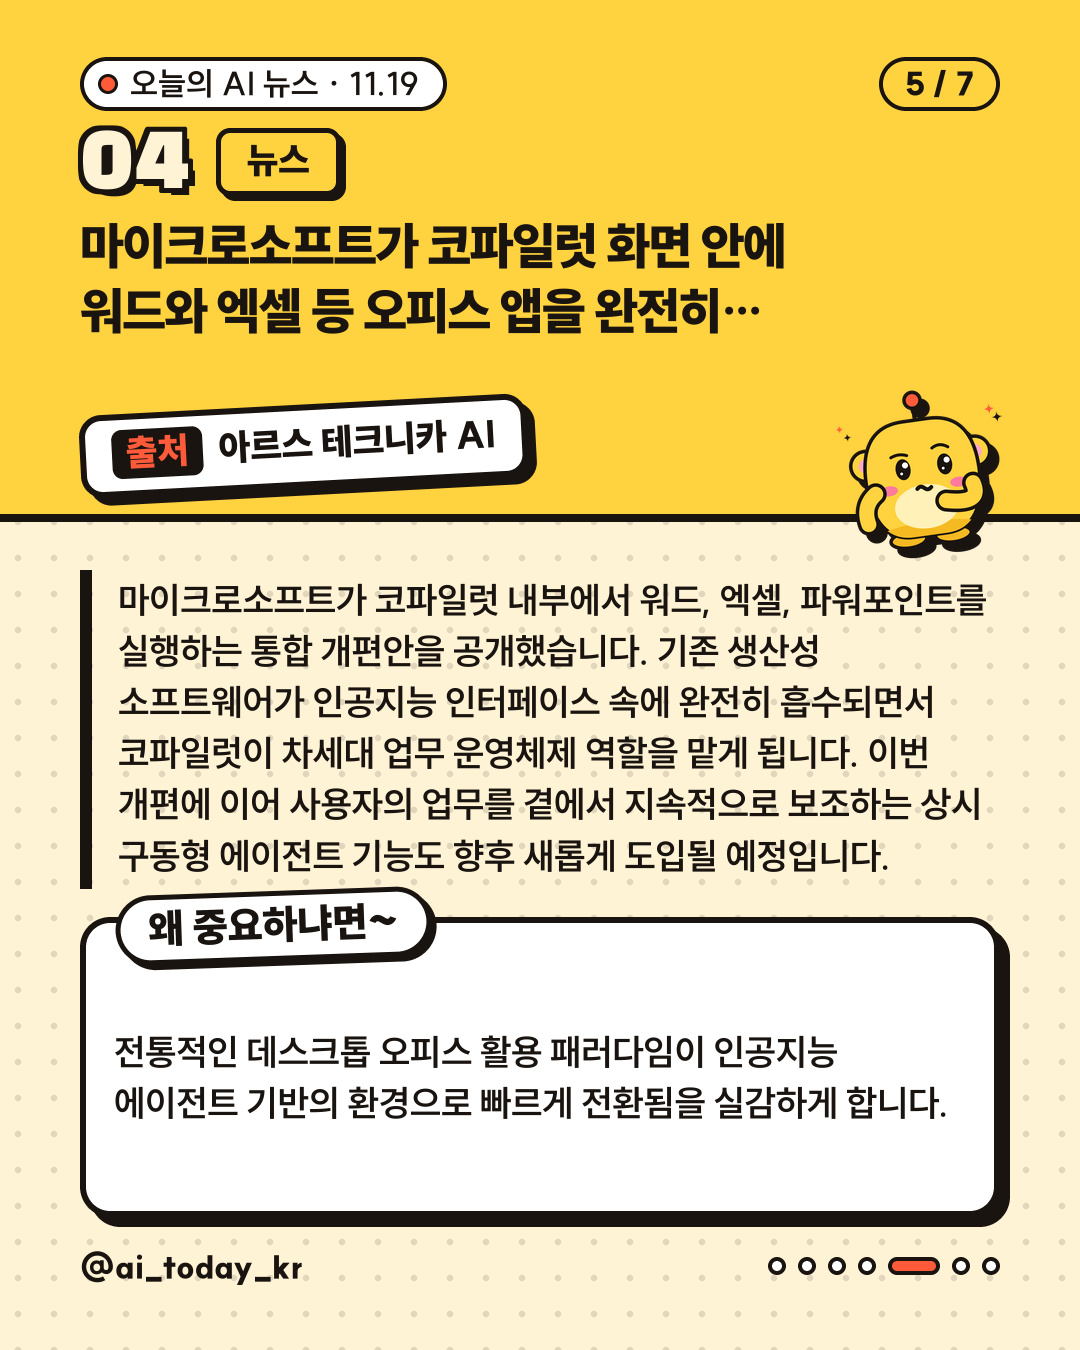 오늘의 AI 뉴스 · 11.19
5 / 7
04
뉴스
마이크로소프트가 코파일럿 화면 안에
워드와 엑셀 등 오피스 앱을 완전히…
출처 아르스 테크니카 AI
마이크로소프트가 코파일럿 내부에서 워드, 엑셀, 파워포인트를
실행하는 통합 개편안을 공개했습니다. 기존 생산성
소프트웨어가 인공지능 인터페이스 속에 완전히 흡수되면서
코파일럿이 차세대 업무 운영체제 역할을 맡게 됩니다. 이번
개편에 이어 사용자의 업무를 곁에서 지속적으로 보조하는 상시
구동형 에이전트 기능도 향후 새롭게 도입될 예정입니다.
왜 중요하냐면~
전통적인 데스크톱 오피스 활용 패러다임이 인공지능
에이전트 기반의 환경으로 빠르게 전환됨을 실감하게 합니다.
@ai_today_kr